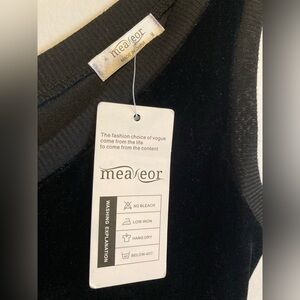 meaneor
M
The fashion choice of vogue
come from the life
to come from the content
meaneor
WASHING EXPLANATION
NO BLEACH
LOW IRON
HANG DRY
BELOW 40C